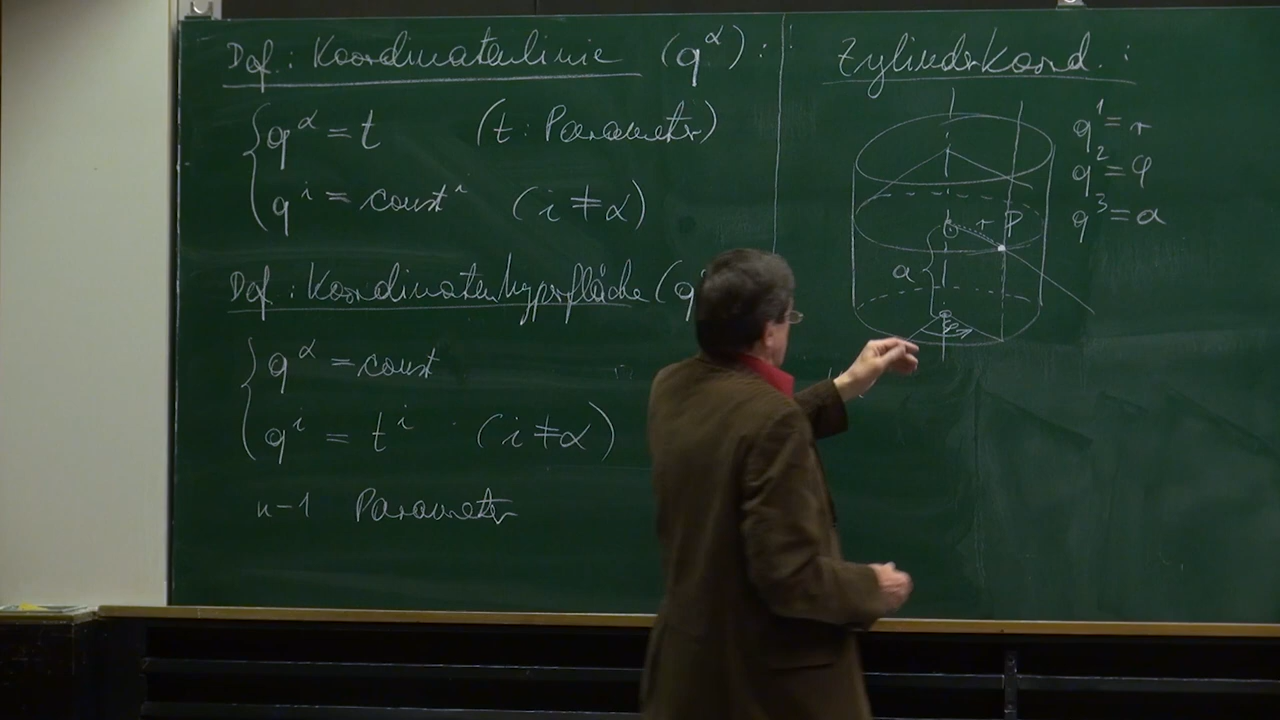 Def.: Koordinatenlinie (q^α):
q^α = t (t: Parameter)
q^i = const^i (i ≠ α)
Def.: Koordinatenhyperfläche (q
q^α = const
q^i = t^i (i ≠ α)
n-1 Parameter
Zylinderkoord.:
q^1 = r
q^2 = φ
q^3 = a
r P
a
φ